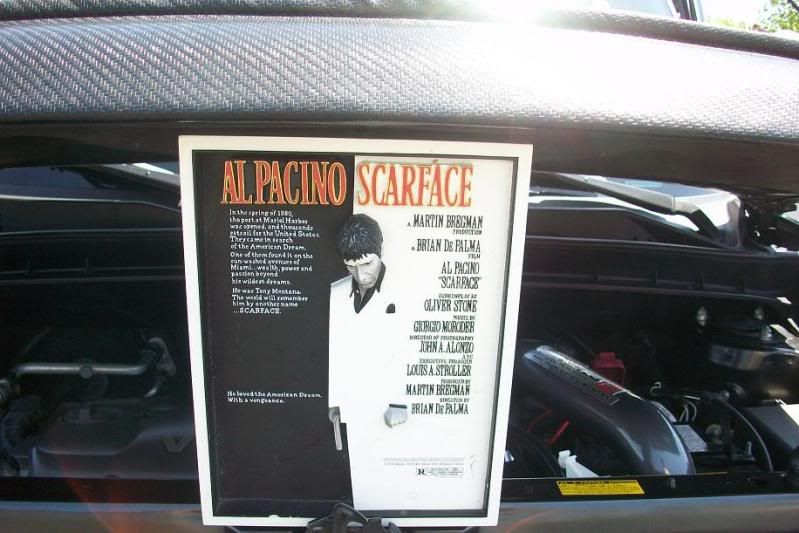 AL PACINO SCARFACE
In the spring of 1980,
the port at Mariel Harbor
was opened, and thousands
set sail for the United States.
They came in search
of the American Dream.
One of them found it on the
sun-washed avenues of
Miami...wealth, power and
passion beyond
his wildest dreams.
He was Tony Montana.
The world will remember
him by another name
...SCARFACE.
He loved the American Dream.
With a vengeance.
A MARTIN BREGMAN
PRODUCTION
A BRIAN DE PALMA
FILM
AL PACINO
"SCARFACE"
SCREENPLAY BY
OLIVER STONE
MUSIC BY
GIORGIO MORODER
DIRECTOR OF PHOTOGRAPHY
JOHN A. ALONZO
A.S.C.
EXECUTIVE PRODUCER
LOUIS A. STROLLER
PRODUCED BY
MARTIN BREGMAN
DIRECTED BY
BRIAN DE PALMA
R